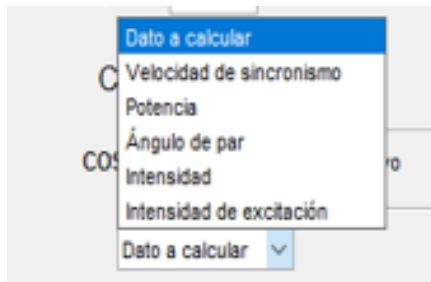 Dato a calcular
Velocidad de sincronismo
Potencia
Ángulo de par
Intensidad
Intensidad de excitación
Dato a calcular